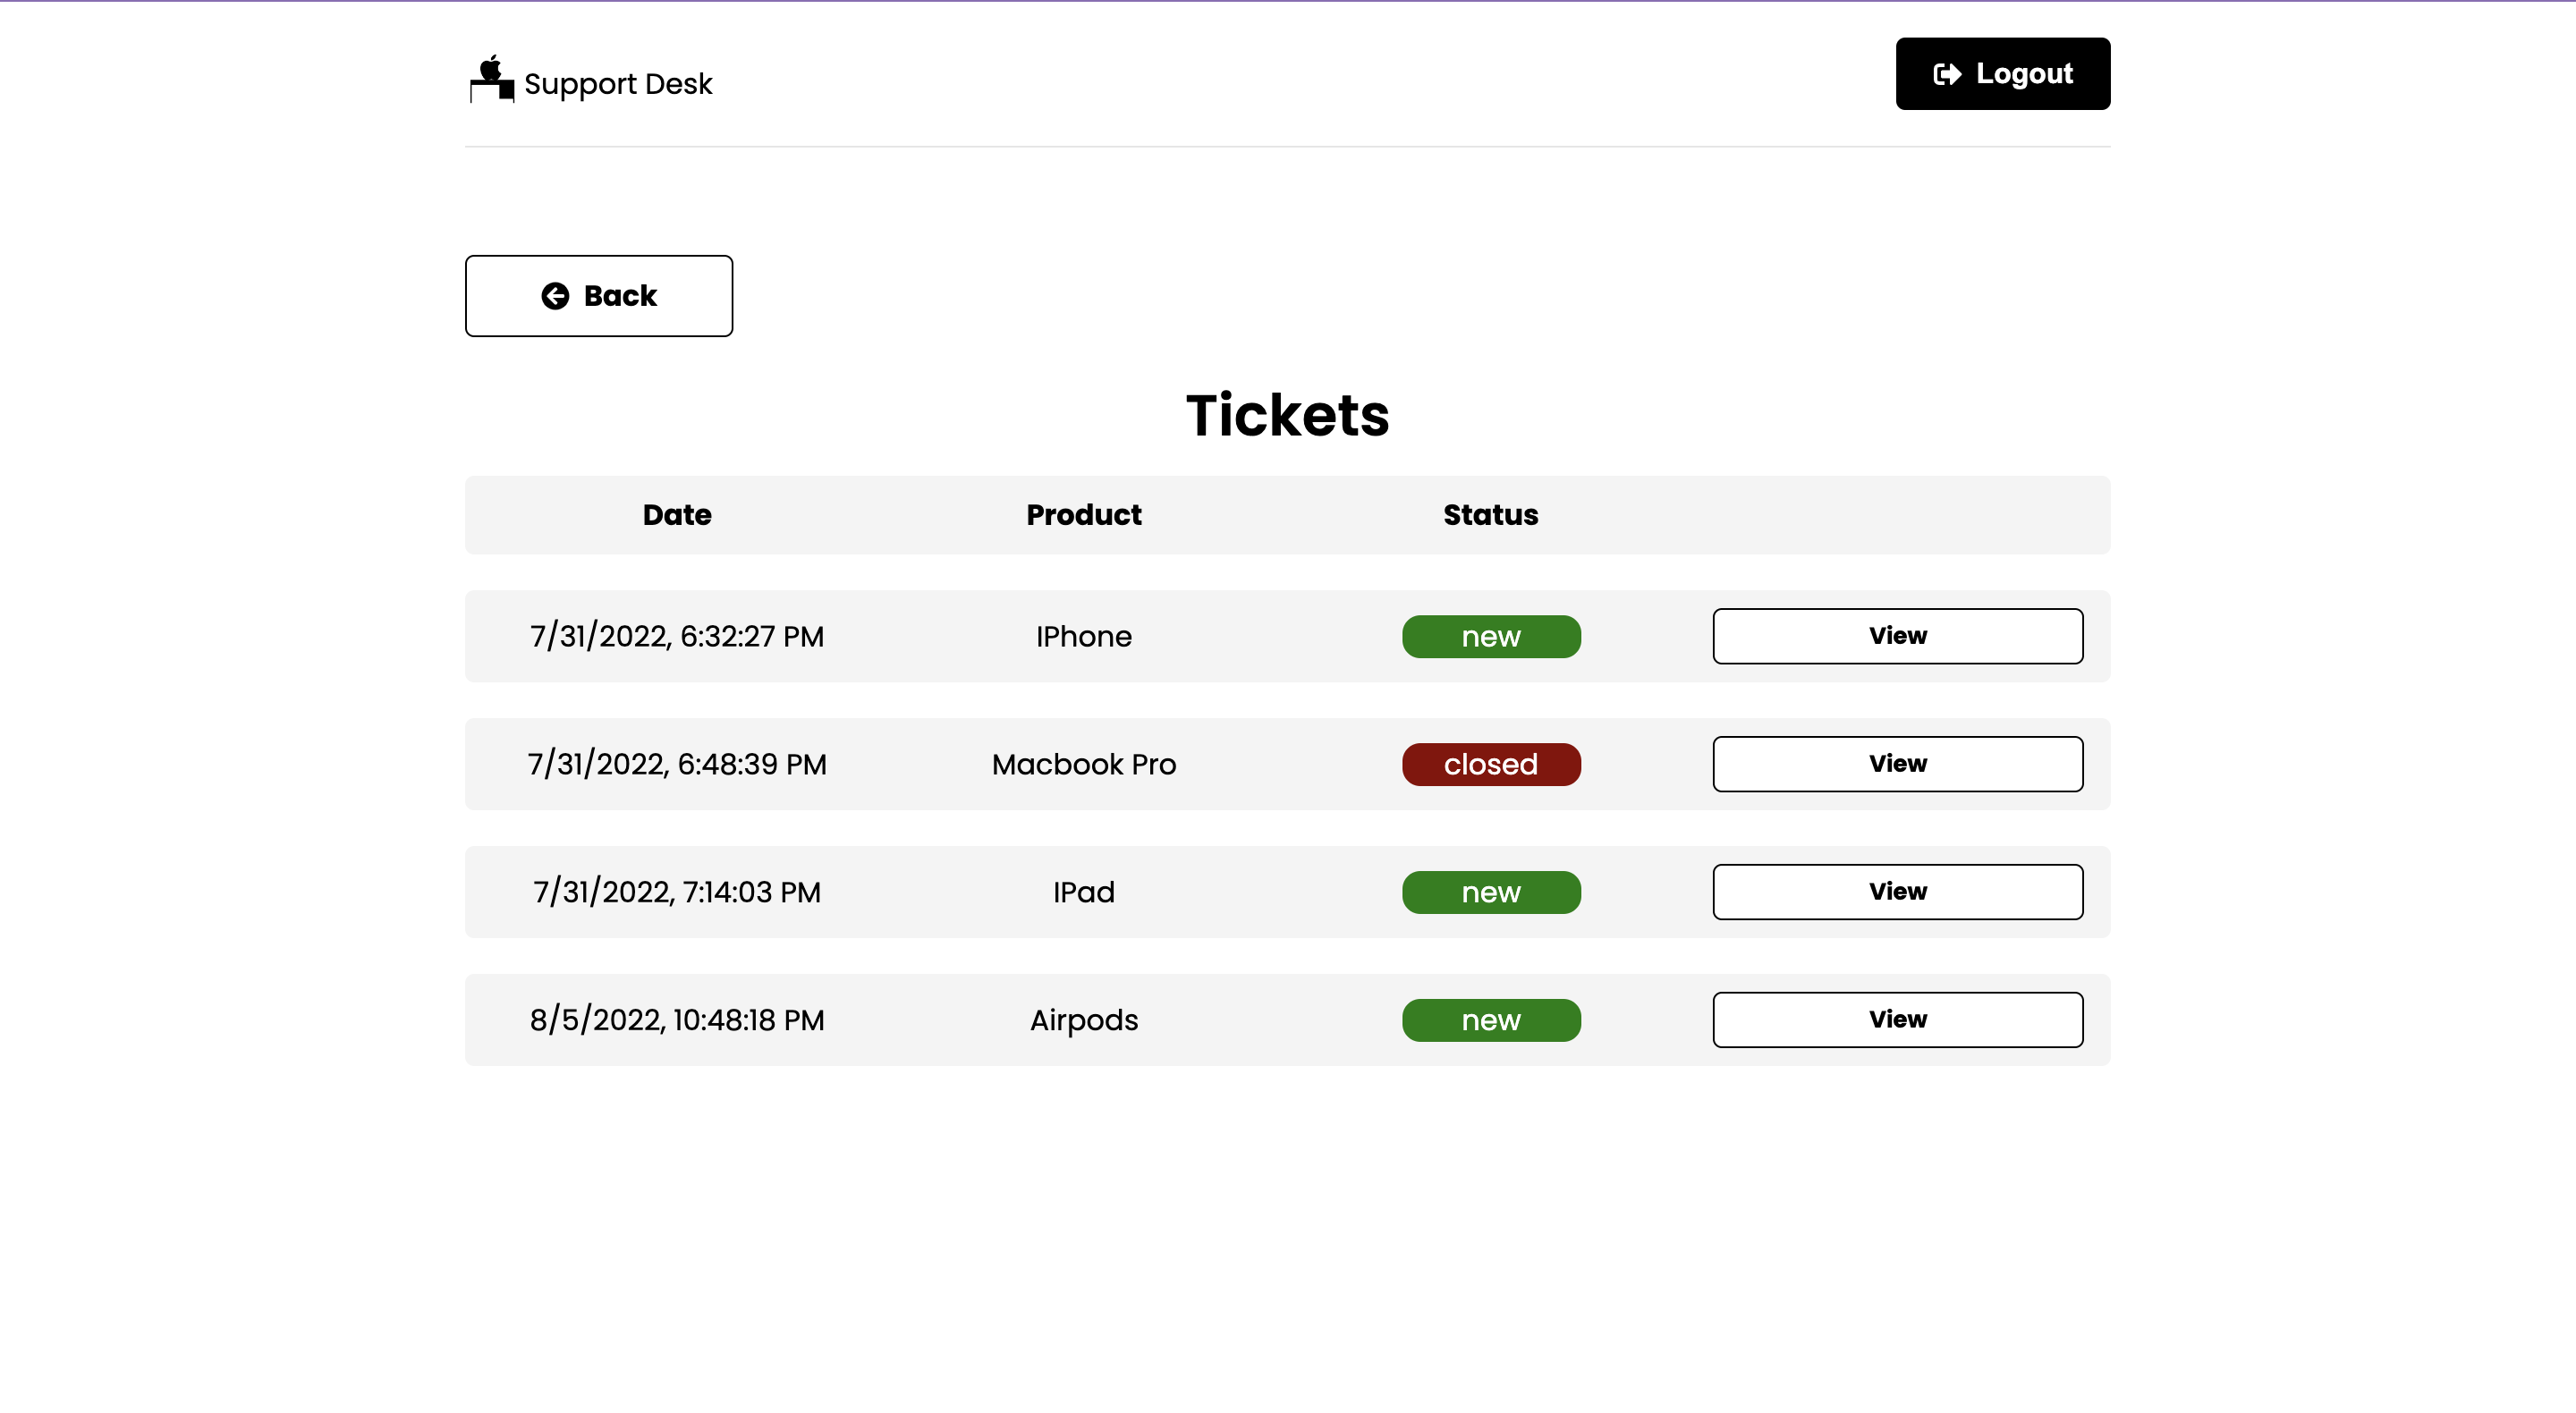 Support Desk
Logout
Back
Tickets
Date Product Status
7/31/2022, 6:32:27 PM IPhone new View
7/31/2022, 6:48:39 PM Macbook Pro closed View
7/31/2022, 7:14:03 PM IPad new View
8/5/2022, 10:48:18 PM Airpods new View